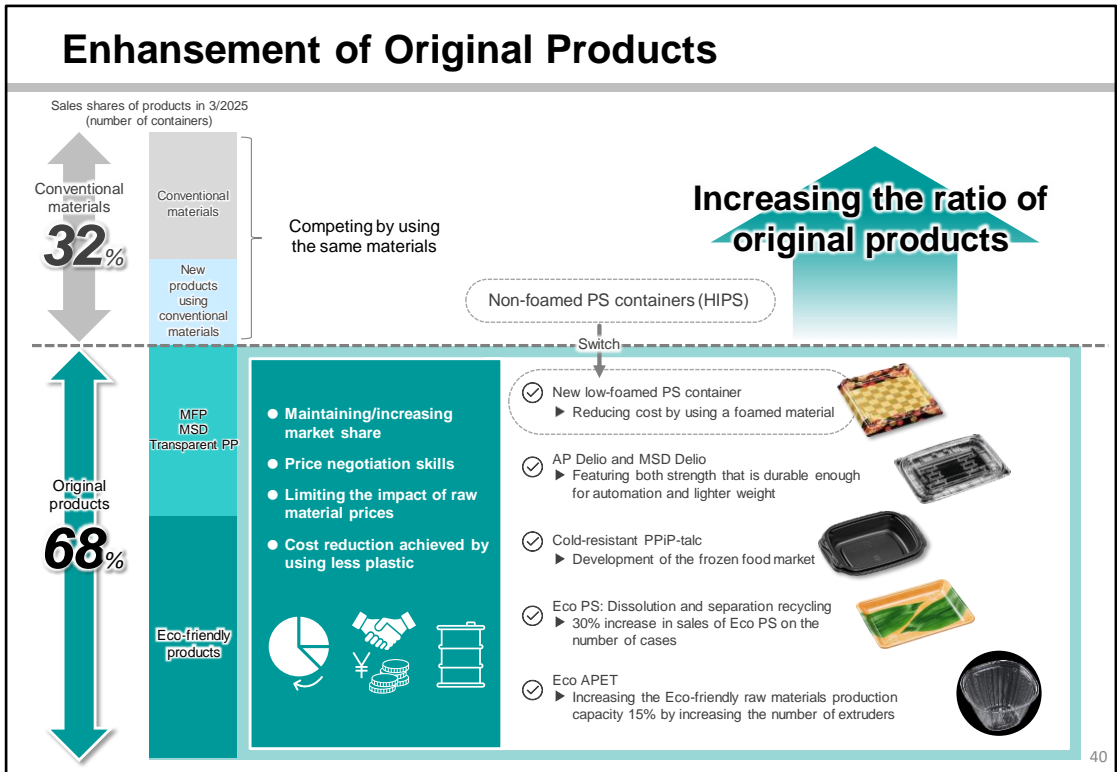 Enhansement of Original Products
Sales shares of products in 3/2025
(number of containers)
Conventional
materials
32%
Conventional
materials
New
products
using
conventional
materials
Competing by using
the same materials
Increasing the ratio of
original products
Non-foamed PS containers (HIPS)
Switch
Original
products
68%
MFP
MSD
Transparent PP
Eco-friendly
products
● Maintaining/increasing
market share
● Price negotiation skills
● Limiting the impact of raw
material prices
● Cost reduction achieved by
using less plastic
¥
New low-foamed PS container
▶ Reducing cost by using a foamed material
AP Delio and MSD Delio
▶ Featuring both strength that is durable enough
for automation and lighter weight
Cold-resistant PPiP-talc
▶ Development of the frozen food market
Eco PS: Dissolution and separation recycling
▶ 30% increase in sales of Eco PS on the
number of cases
Eco APET
▶ Increasing the Eco-friendly raw materials production
capacity 15% by increasing the number of extruders
40